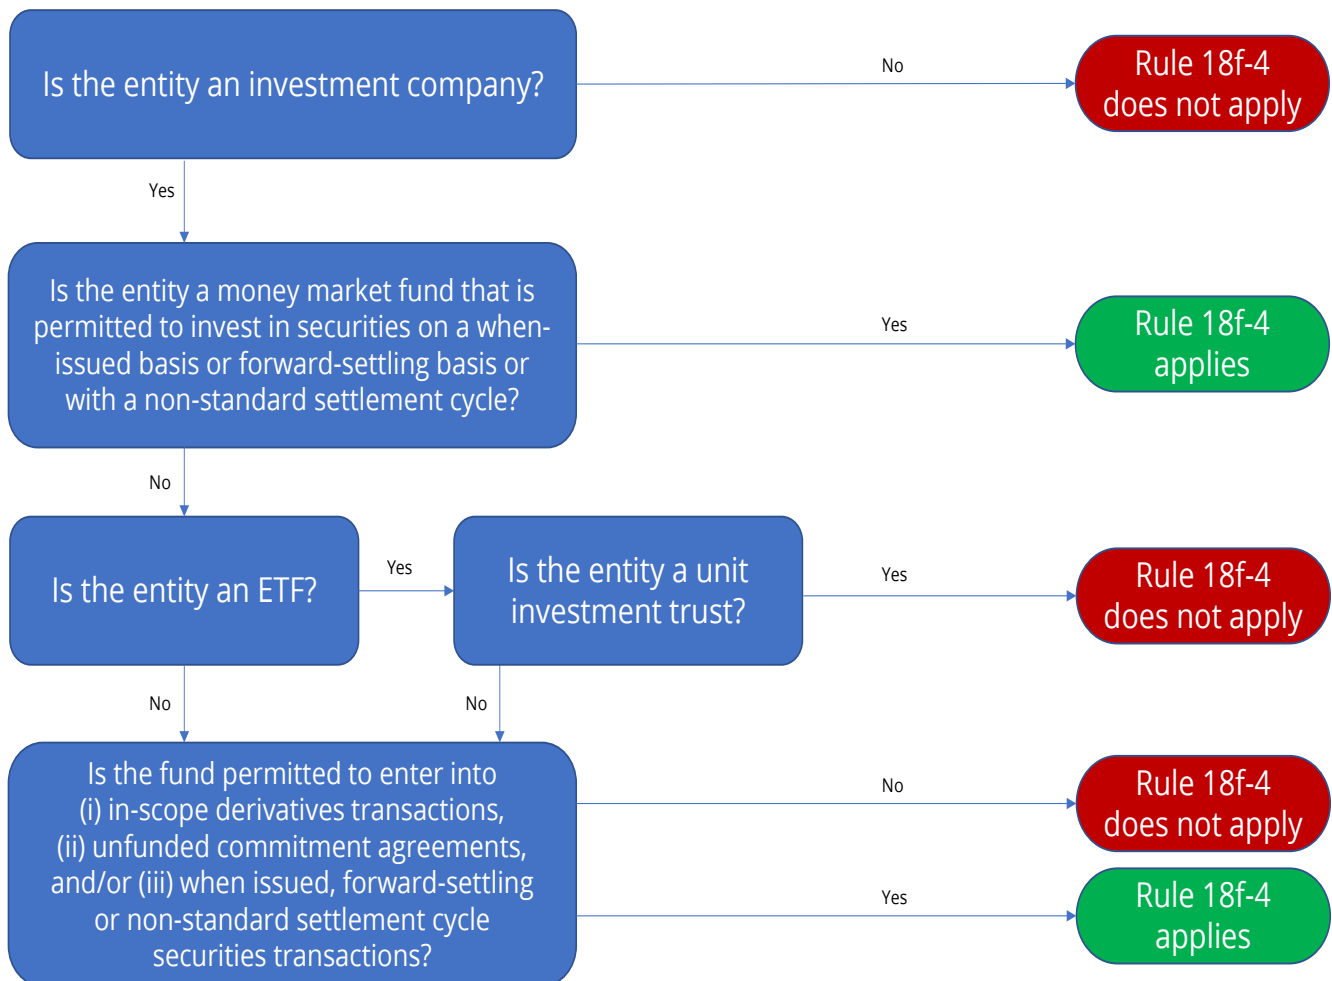 Is the entity an investment company?
No
Rule 18f-4
does not apply
Yes
Is the entity a money market fund that is
permitted to invest in securities on a when-
issued basis or forward-settling basis or
with a non-standard settlement cycle?
Yes
Rule 18f-4
applies
No
Is the entity an ETF?
Yes
Is the entity a unit
investment trust?
Yes
Rule 18f-4
does not apply
No
No
Is the fund permitted to enter into
(i) in-scope derivatives transactions,
(ii) unfunded commitment agreements,
and/or (iii) when issued, forward-settling
or non-standard settlement cycle
securities transactions?
No
Rule 18f-4
does not apply
Yes
Rule 18f-4
applies